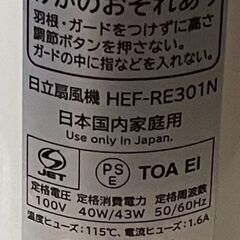 けがのおそれあり
羽根・ガードをつけずに高さ
調節ボタンを押さない。
ガードの中に指などを入れない。
日立扇風機 HEF-RE301N
日本国内家庭用
Use only in Japan.
S JET
PS E
TOA EI
定格電圧 定格消費電力 定格周波数
100V 40W/43W 50/60Hz
温度ヒューズ:115℃、電流ヒューズ:1.6A